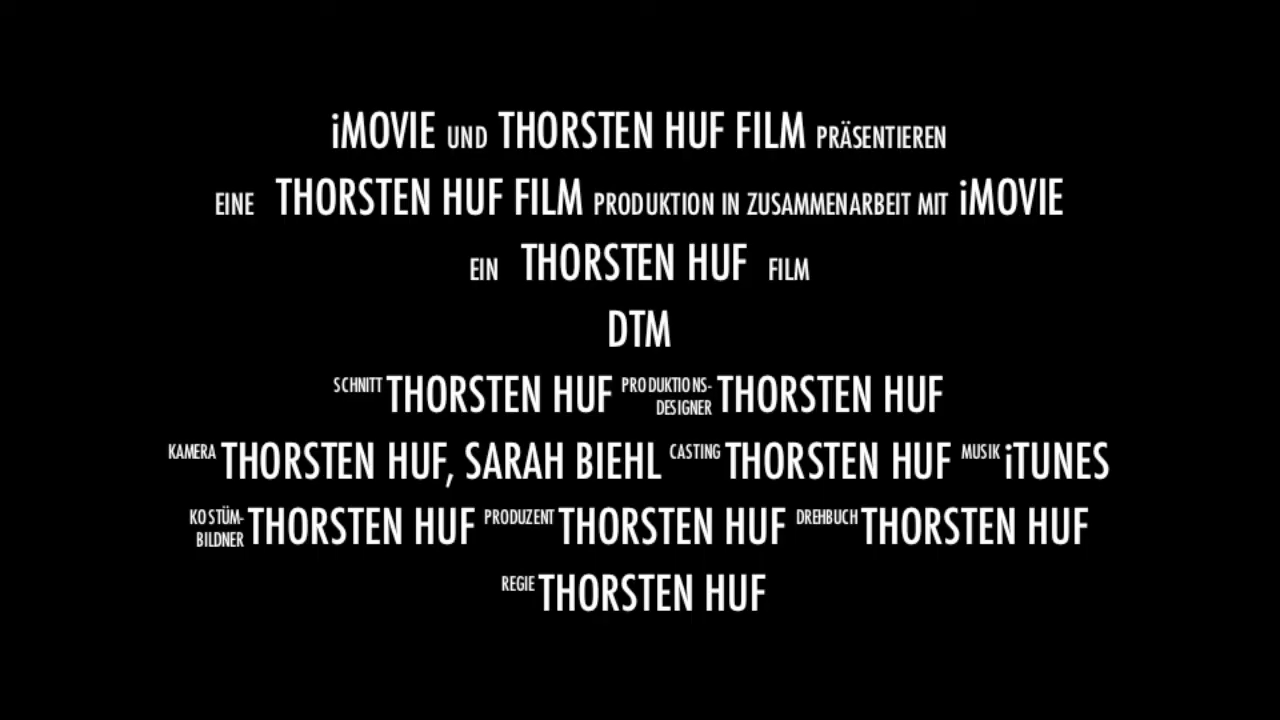 iMOVIE UND THORSTEN HUF FILM PRÄSENTIEREN
EINE THORSTEN HUF FILM PRODUKTION IN ZUSAMMENARBEIT MIT iMOVIE
EIN THORSTEN HUF FILM
DTM
SCHNITT THORSTEN HUF PRODUKTIONS-DESIGNER THORSTEN HUF
KAMERA THORSTEN HUF, SARAH BIEHL CASTING THORSTEN HUF MUSIK iTUNES
KOSTÜM-BILDNER THORSTEN HUF PRODUZENT THORSTEN HUF DREHBUCH THORSTEN HUF
REGIE THORSTEN HUF